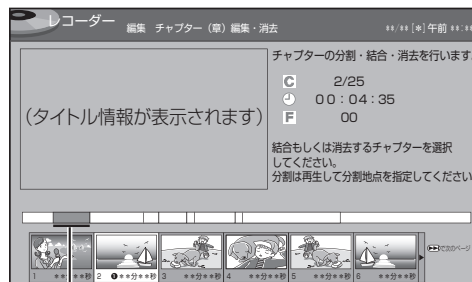 レコーダー 編集 チャプター（章）編集・消去 **/**[*]午前**:**
チャプターの分割・結合・消去を行います。
C 2/25
00：04：35
F 00
(タイトル情報が表示されます)
結合もしくは消去するチャプターを選択
してください。
分割は再生して分割地点を指定してください
で次のページ
1 **分**秒 2 ❶**分**秒 3 **分**秒 4 **分**秒 5 **分**秒 6 **分**秒